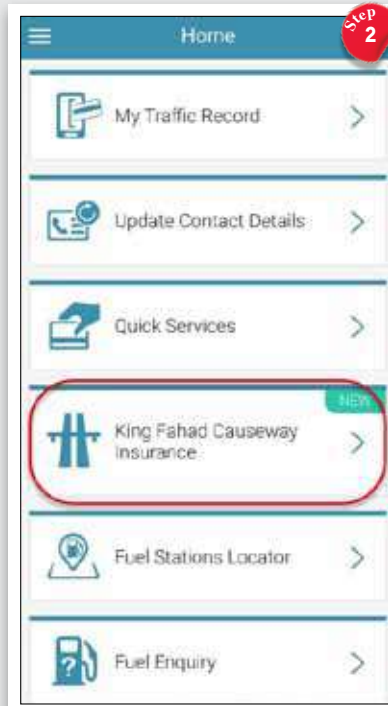 Home
Step
2
My Traffic Record
Update Contact Details
Quick Services
NEW
King Fahad Causeway
Insurance
Fuel Stations Locator
Fuel Enquiry